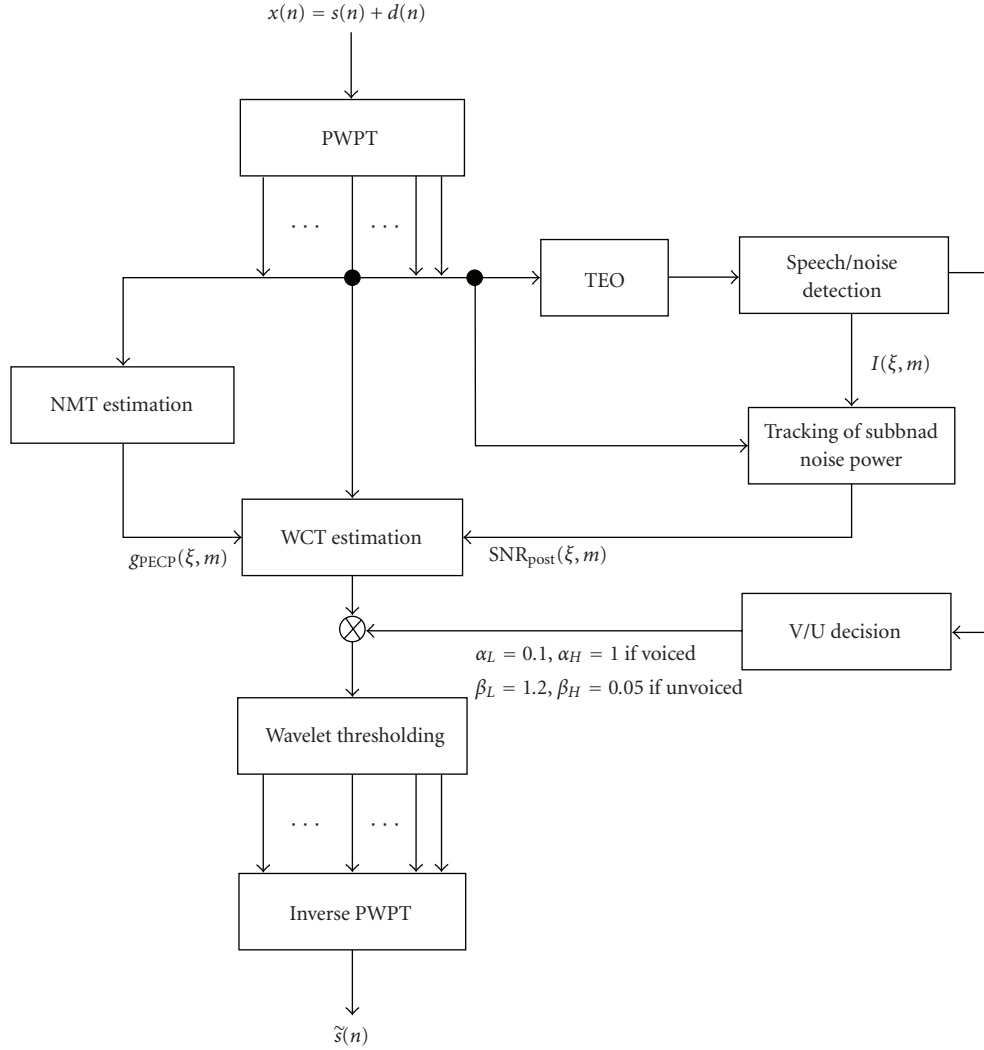 x(n) = s(n) + d(n)
PWPT
· · ·
· · ·
TEO
Speech/noise
detection
I(ξ, m)
NMT estimation
Tracking of subbnad
noise power
WCT estimation
g_PECP(ξ, m)
SNR_post(ξ, m)
V/U decision
α_L = 0.1, α_H = 1 if voiced
β_L = 1.2, β_H = 0.05 if unvoiced
Wavelet thresholding
· · ·
· · ·
Inverse PWPT
s̃(n)